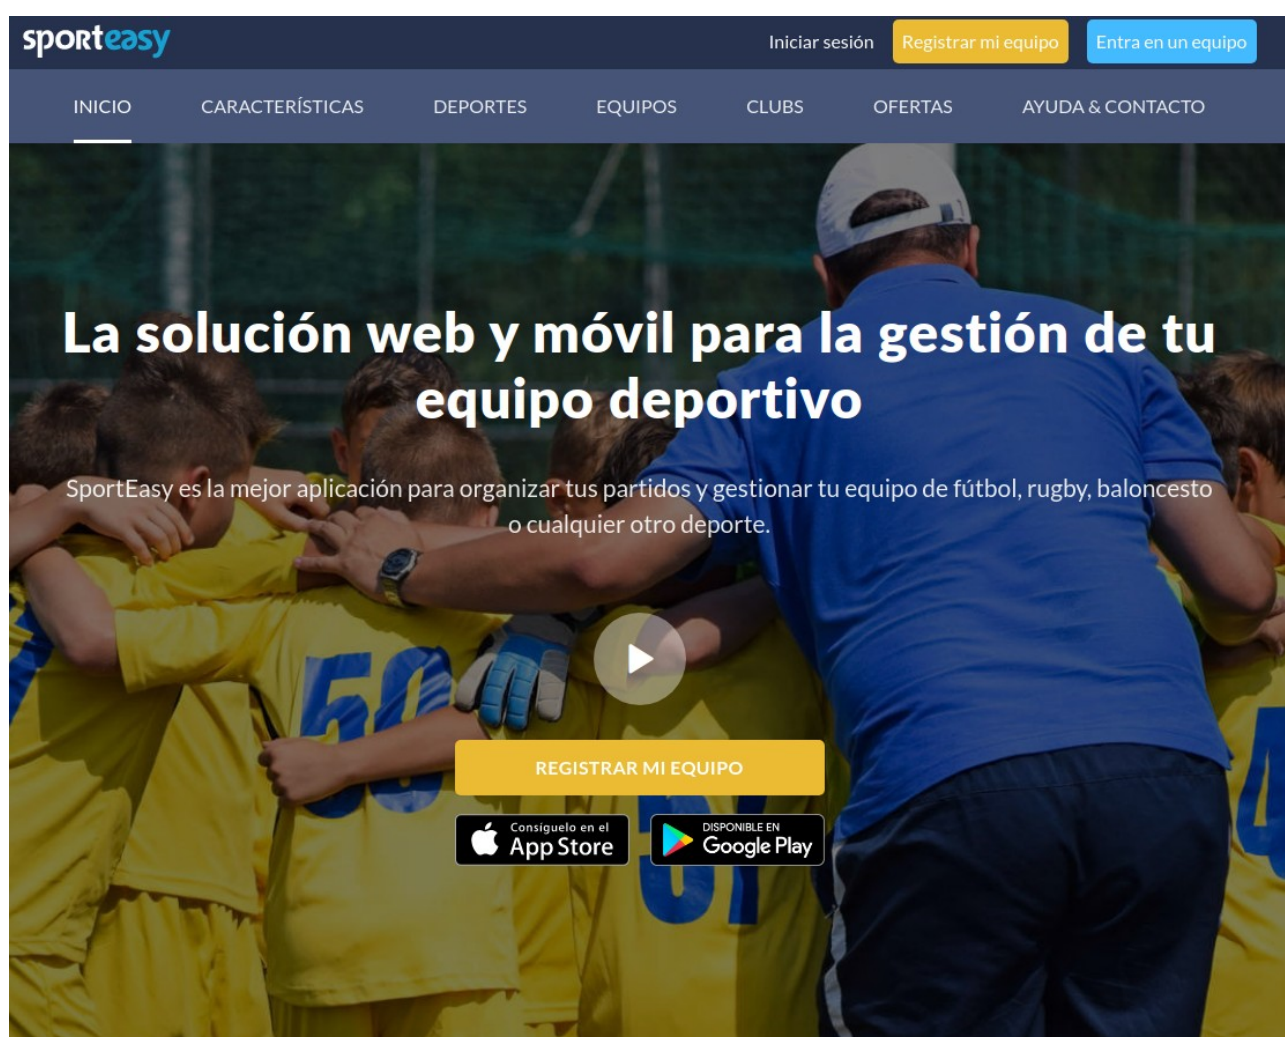 sporteasy
Iniciar sesión
Registrar mi equipo
Entra en un equipo
INICIO
CARACTERÍSTICAS
DEPORTES
EQUIPOS
CLUBS
OFERTAS
AYUDA & CONTACTO
La solución web y móvil para la gestión de tu
equipo deportivo
SportEasy es la mejor aplicación para organizar tus partidos y gestionar tu equipo de fútbol, rugby, baloncesto
o cualquier otro deporte.
50
REGISTRAR MI EQUIPO
Consíguelo en el
App Store
DISPONIBLE EN
Google Play